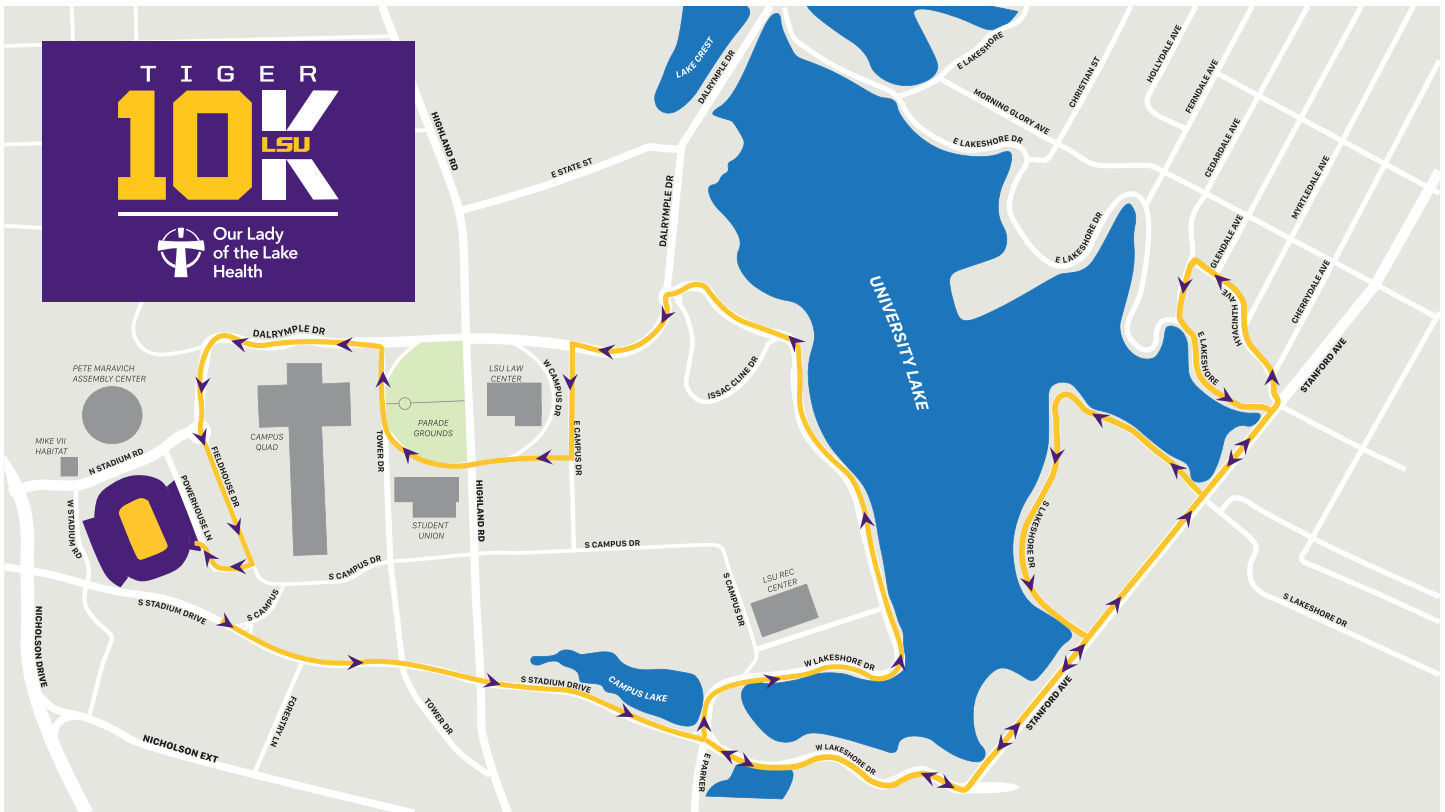 TIGER
10K
LSU
Our Lady
of the Lake
Health
LAKE CREST
DALRYMPLE DR
E LAKESHORE
CHRISTIAN ST
HOLLYDALE AVE
FERNDALE AVE
MORNING GLORY AVE
E LAKESHORE DR
CEDARDALE AVE
MYRTLEDALE AVE
HIGHLAND RD
E STATE ST
DALRYMPLE DR
E LAKESHORE DR
GLENDALE AVE
CHERRYDALE AVE
HYACINTH AVE
E LAKESHORE
STANFORD AVE
UNIVERSITY LAKE
DALRYMPLE DR
PETE MARAVICH
ASSEMBLY CENTER
LSU LAW
CENTER
W CAMPUS DR
ISSAC CLINE DR
MIKE VII
HABITAT
CAMPUS
QUAD
PARADE
GROUNDS
TOWER DR
E CAMPUS DR
N STADIUM RD
FIELDHOUSE DR
POWERHOUSE LN
W STADIUM RD
HIGHLAND RD
STUDENT
UNION
S LAKESHORE DR
S CAMPUS DR
S CAMPUS DR
S CAMPUS DR
LSU REC
CENTER
S LAKESHORE DR
S STADIUM DRIVE
S CAMPUS
NICHOLSON DRIVE
W LAKESHORE DR
S STADIUM DRIVE
CAMPUS LAKE
STANFORD AVE
FORESTRY LN
TOWER DR
NICHOLSON EXT
E PARKER
W LAKESHORE DR